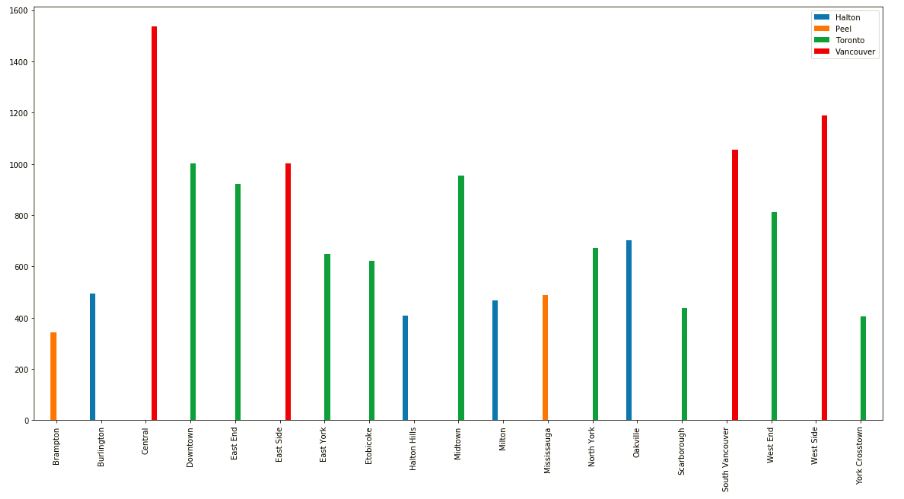 1600
1400
1200
1000
800
600
400
200
0
Halton
Peel
Toronto
Vancouver
Brampton
Burlington
Central
Downtown
East End
East Side
East York
Etobicoke
Halton Hills
Midtown
Milton
Mississauga
North York
Oakville
Scarborough
South Vancouver
West End
West Side
York Crosstown